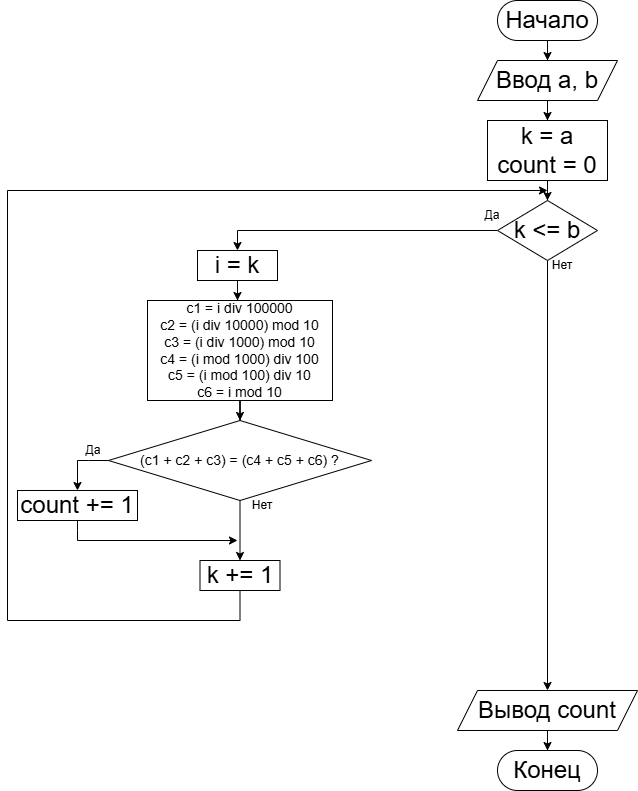 Начало
Ввод a, b
k = a
count = 0
k <= b
Да
Нет
i = k
c1 = i div 100000
c2 = (i div 10000) mod 10
c3 = (i div 1000) mod 10
c4 = (i mod 1000) div 100
c5 = (i mod 100) div 10
c6 = i mod 10
(c1 + c2 + c3) = (c4 + c5 + c6) ?
Да
Нет
count += 1
k += 1
Вывод count
Конец